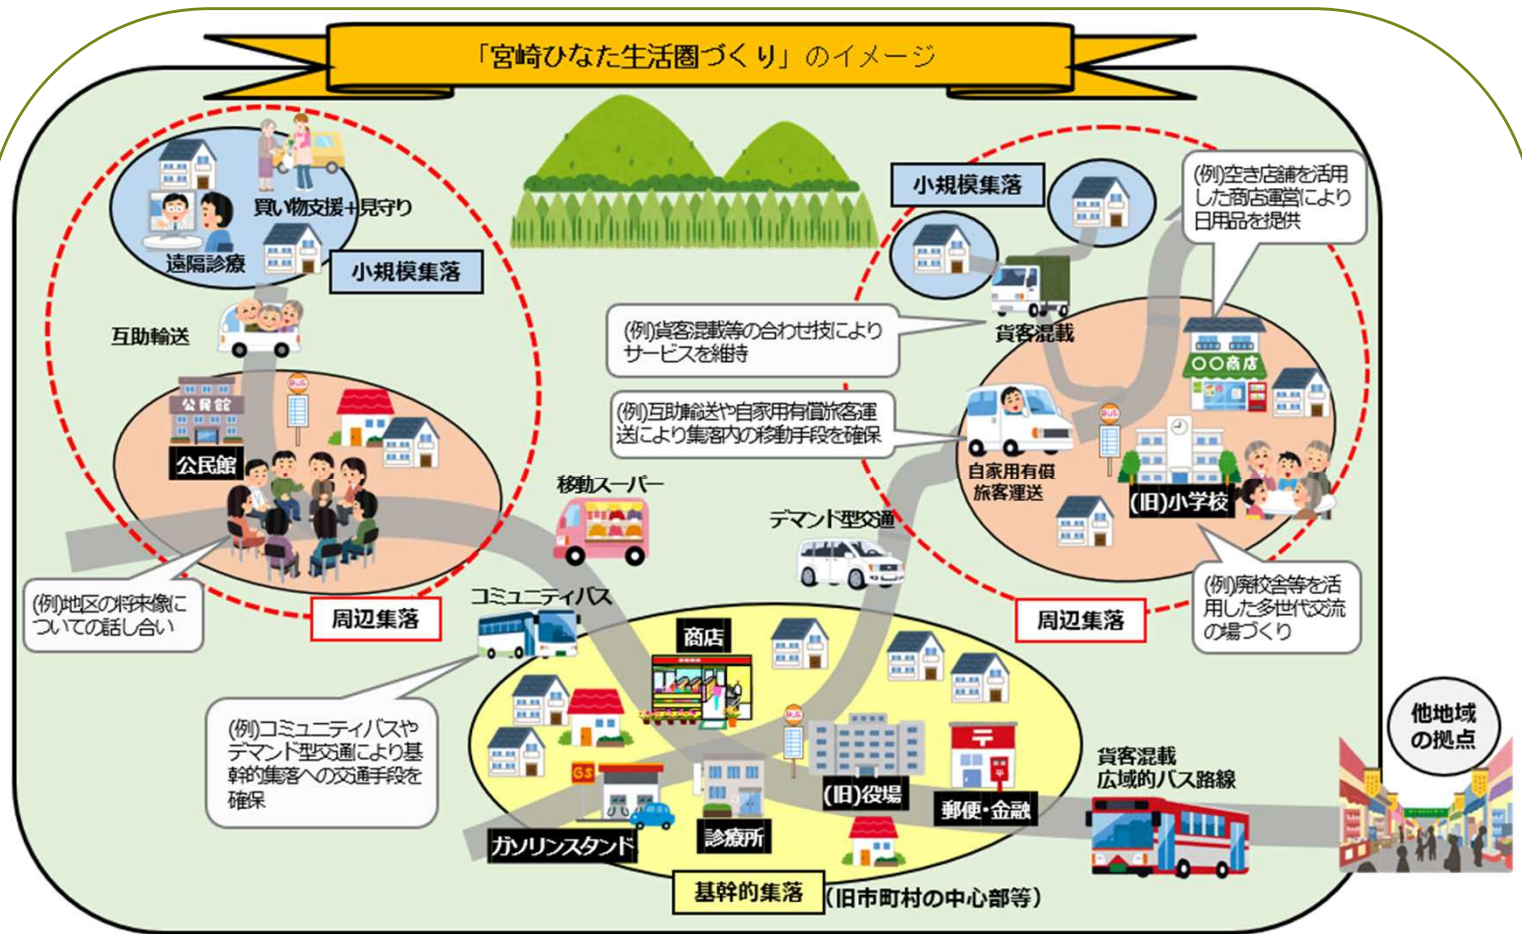 「宮崎ひなた生活圏づくり」のイメージ
買い物支援+見守り
遠隔診療
小規模集落
互助輸送
BUS
公民館
公民館
(例)地区の将来像に
ついての話し合い
周辺集落
小規模集落
(例)空き店舗を活用
した商店運営により
日用品を提供
(例)貨客混載等の合わせ技により
サービスを維持
貨客混載
〇〇商店
(例)互助輸送や自家用有償旅客運
送により集落内の移動手段を確保
BUS
自家用有償
旅客運送
(旧)小学校
(例)廃校舎等を活
用した多世代交流
の場づくり
周辺集落
移動スーパー
デマンド型交通
コミュニティバス
(例)コミュニティバスや
デマンド型交通により基
幹的集落への交通手段を
確保
商店
BUS
GS
ガソリンスタンド
診療所
(旧)役場
〒
〒
郵便・金融
基幹的集落
(旧市町村の中心部等)
貨客混載
広域的バス路線
他地域
の拠点